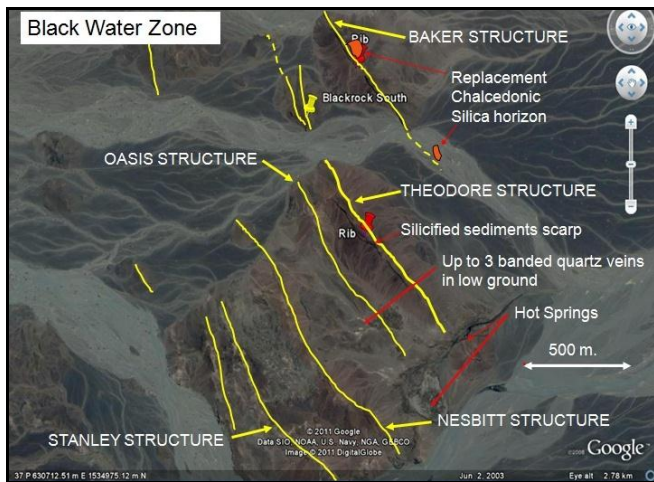 Black Water Zone
BAKER STRUCTURE
Rib
Replacement
Chalcedonic
Silica horizon
Blackrock South
OASIS STRUCTURE
THEODORE STRUCTURE
Rib
Silicified sediments scarp
Up to 3 banded quartz veins
in low ground
Hot Springs
500 m.
NESBITT STRUCTURE
STANLEY STRUCTURE
© 2011 Google
Data SIO, NOAA, U.S. Navy, NGA, GEBCO
Image © 2011 DigitalGlobe
©2009 Google™
37 P 630712.51 m E 1534975.12 m N
Jun 2, 2003
Eye alt 2.78 km